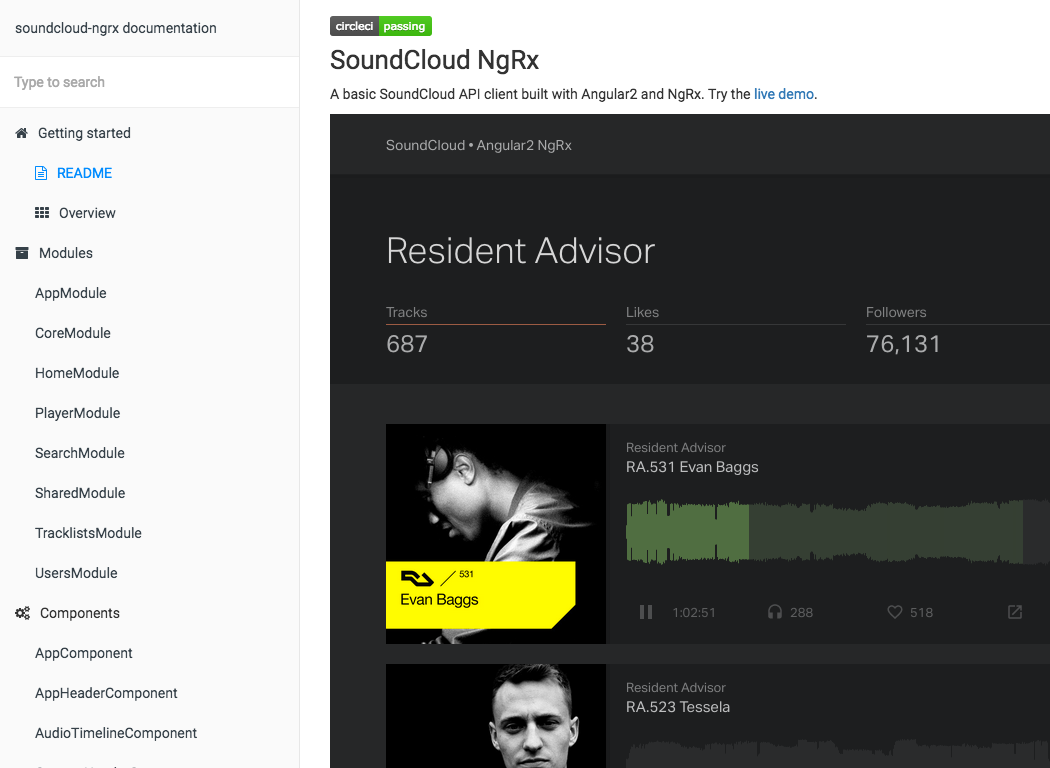 soundcloud-ngrx documentation
Type to search
Getting started
README
Overview
Modules
AppModule
CoreModule
HomeModule
PlayerModule
SearchModule
SharedModule
TracklistsModule
UsersModule
Components
AppComponent
AppHeaderComponent
AudioTimelineComponent
circleci passing
SoundCloud NgRx
A basic SoundCloud API client built with Angular2 and NgRx. Try the live demo.
SoundCloud • Angular2 NgRx
Resident Advisor
Tracks Likes Followers
687 38 76,131
RA / 531
Evan Baggs
Resident Advisor
RA.531 Evan Baggs
1:02:51 288 518
Resident Advisor
RA.523 Tessela